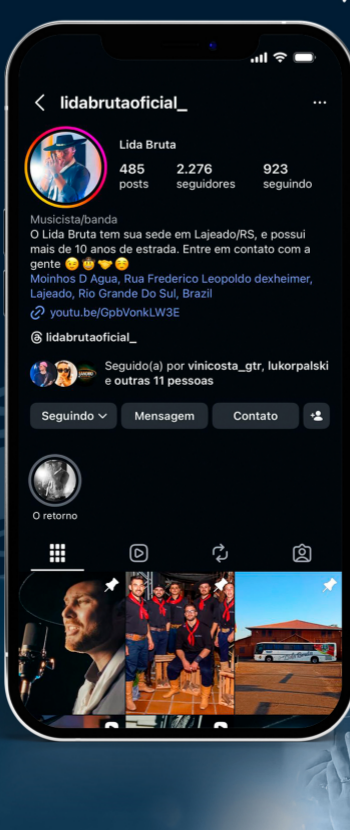 lidabrutaoficial_
Lida Bruta
485
2.276
923
posts
seguidores
seguindo
Musicista/banda
O Lida Bruta tem sua sede em Lajeado/RS, e possui
mais de 10 anos de estrada. Entre em contato com a
gente 😉🤠🤝😊
Moinhos D Agua, Rua Frederico Leopoldo dexheimer,
Lajeado, Rio Grande Do Sul, Brazil
youtu.be/GpbVonkLW3E
lidabrutaoficial_
Seguido(a) por vinicosta_gtr, lukorpalski
e outras 11 pessoas
Seguindo
Mensagem
Contato
O retorno